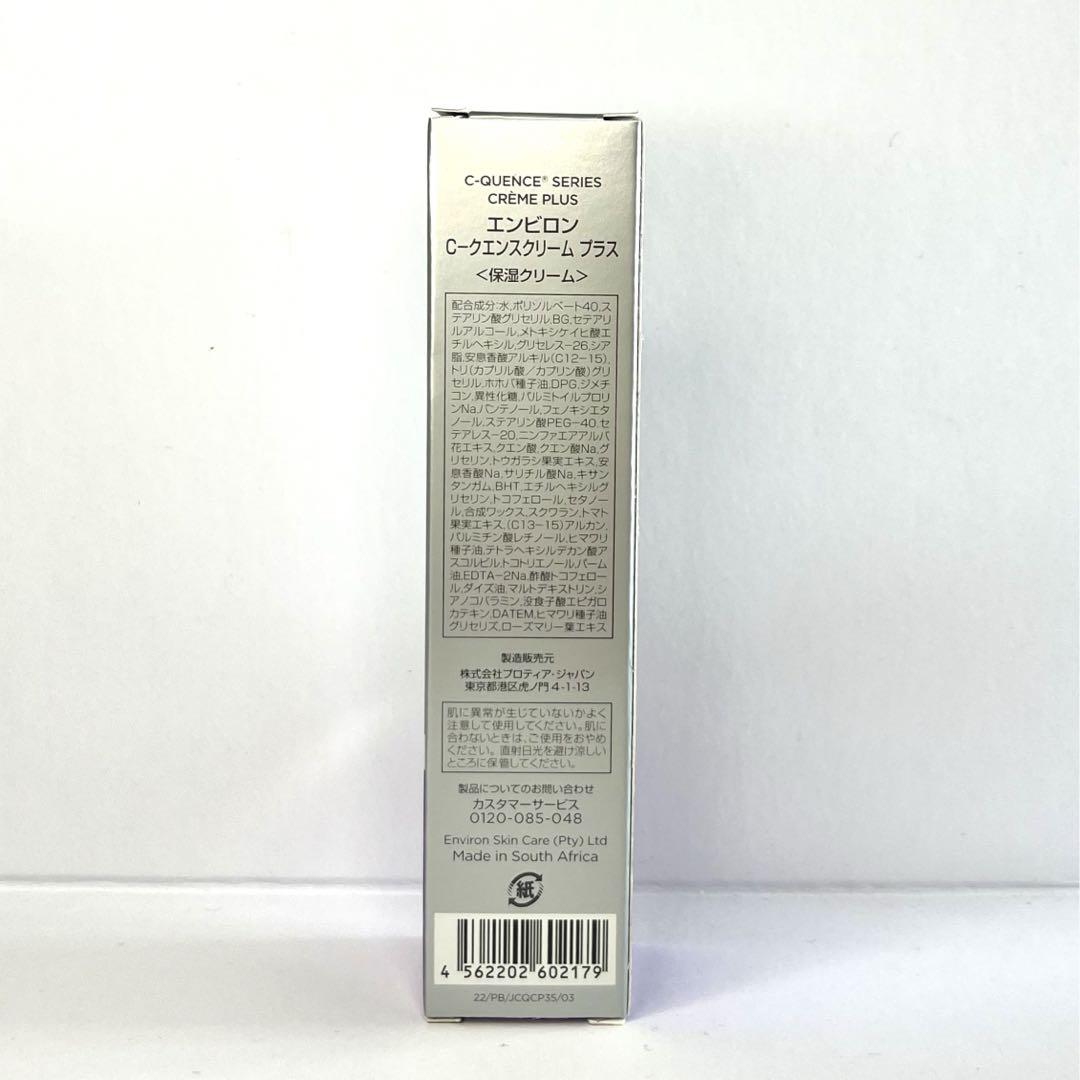 C-QUENCE® SERIES
CRÈME PLUS
エンビロン
C-クエンスクリーム プラス
<保湿クリーム>
配合成分:水,ポリソルベート40,ス
テアリン酸グリセリル,BG,セテアリ
ルアルコール,メトキシケイヒ酸エ
チルヘキシル,グリセレス-26,シア
脂,安息香酸アルキル(C12-15),
トリ(カプリル酸/カプリン酸)グリ
セリル,ホホバ種子油,DPG,ジメチ
コン,異性化糖,パルミトイルプロリ
ンNa,パンテノール,フェノキシエタ
ノール,ステアリン酸PEG-40,セ
テアレス-20,ニンファエアアルバ
花エキス,クエン酸,クエン酸Na,グ
リセリン,トウガラシ果実エキス,安
息香酸Na,サリチル酸Na,キサン
タンガム,BHT,エチルヘキシルグ
リセリン,トコフェロール,セタノー
ル,合成ワックス,スクワラン,トマト
果実エキス,(C13-15)アルカン,
パルミチン酸レチノール,ヒマワリ
種子油,テトラヘキシルデカン酸ア
スコルビル,トコトリエノール,パーム
油,EDTA-2Na,酢酸トコフェロー
ル,ダイズ油,マルトデキストリン,シ
アノコバラミン,没食子酸エピガロ
カテキン,DATEM,ヒマワリ種子油
グリセリズ,ローズマリー葉エキス
製造販売元
株式会社プロティア・ジャパン
東京都港区虎ノ門4-1-13
肌に異常が生じていないかよく
注意して使用してください。肌に
合わないときは、ご使用をおやめ
ください。直射日光を避け涼しい
ところに保管してください。
製品についてのお問い合わせ
カスタマーサービス
0120-085-048
Environ Skin Care (Pty) Ltd
Made in South Africa
紙
4 562202 602179
22/PB/JCQCP35/03